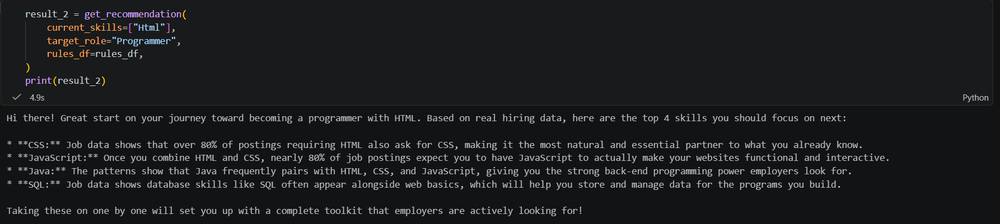 result_2 = get_recommendation(
    current_skills=["Html"],
    target_role="Programmer",
    rules_df=rules_df,
)
print(result_2)
4.9s
Python
Hi there! Great start on your journey toward becoming a programmer with HTML. Based on real hiring data, here are the top 4 skills you should focus on next:
* **CSS:** Job data shows that over 80% of postings requiring HTML also ask for CSS, making it the most natural and essential partner to what you already know.
* **JavaScript:** Once you combine HTML and CSS, nearly 80% of job postings expect you to have JavaScript to actually make your websites functional and interactive.
* **Java:** The patterns show that Java frequently pairs with HTML, CSS, and JavaScript, giving you the strong back-end programming power employers look for.
* **SQL:** Job data shows database skills like SQL often appear alongside web basics, which will help you store and manage data for the programs you build.
Taking these on one by one will set you up with a complete toolkit that employers are actively looking for!